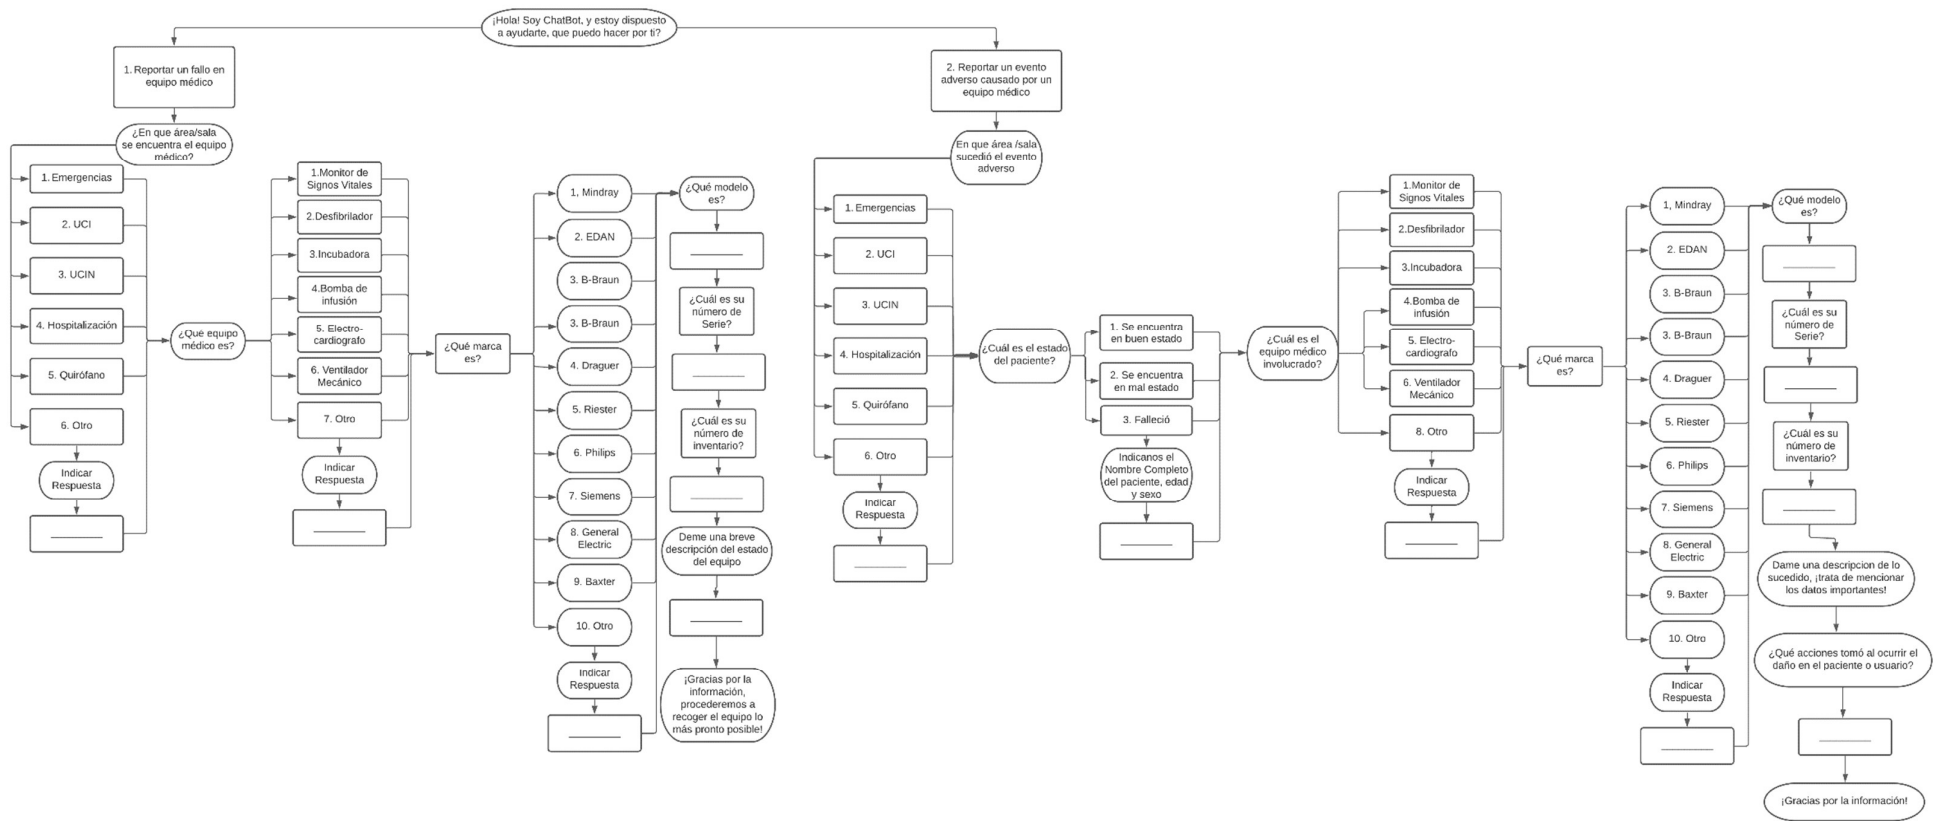 ¡Hola! Soy ChatBot, y estoy dispuesto
a ayudarte, que puedo hacer por ti?
1. Reportar un fallo en
equipo médico
¿En que área/sala
se encuentra el equipo
médico?
1. Emergencias
2. UCI
3. UCIN
4. Hospitalización
5. Quirófano
6. Otro
Indicar
Respuesta
¿Qué equipo
médico es?
1.Monitor de
Signos Vitales
2.Desfibrilador
3.Incubadora
4.Bomba de
infusión
5. Electro-
cardiografo
6. Ventilador
Mecánico
7. Otro
Indicar
Respuesta
¿Qué marca
es?
1, Mindray
2. EDAN
3. B-Braun
3. B-Braun
4. Draguer
5. Riester
6. Philips
7. Siemens
8. General
Electric
9. Baxter
10. Otro
Indicar
Respuesta
¿Qué modelo
es?
¿Cuál es su
número de
Serie?
¿Cuál es su
número de
inventario?
Deme una breve
descripción del estado
del equipo
¡Gracias por la
información,
procederemos a
recoger el equipo lo
más pronto posible!
2. Reportar un evento
adverso causado por un
equipo médico
En que área /sala
sucedió el evento
adverso
1. Emergencias
2. UCI
3. UCIN
4. Hospitalización
5. Quirófano
6. Otro
Indicar
Respuesta
¿Cuál es el estado
del paciente?
1. Se encuentra
en buen estado
2. Se encuentra
en mal estado
3. Falleció
Indicanos el
Nombre Completo
del paciente, edad
y sexo
¿Cuál es el
equipo médico
involucrado?
1.Monitor de
Signos Vitales
2.Desfibrilador
3.Incubadora
4.Bomba de
infusión
5. Electro-
cardiografo
6. Ventilador
Mecánico
8. Otro
Indicar
Respuesta
¿Qué marca
es?
1, Mindray
2. EDAN
3. B-Braun
3. B-Braun
4. Draguer
5. Riester
6. Philips
7. Siemens
8. General
Electric
9. Baxter
10. Otro
Indicar
Respuesta
¿Qué modelo
es?
¿Cuál es su
número de
Serie?
¿Cuál es su
número de
inventario?
Dame una descripcion de lo
sucedido, ¡trata de mencionar
los datos importantes!
¿Qué acciones tomó al ocurrir el
daño en el paciente o usuario?
¡Gracias por la información!